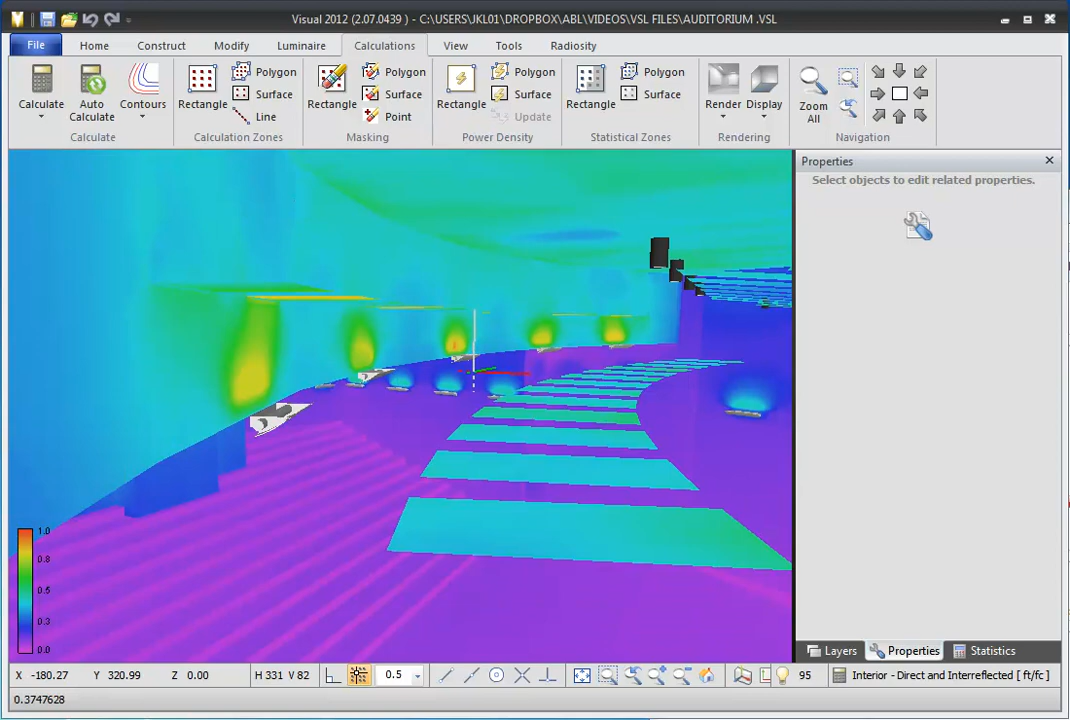 Visual 2012 (2.07.0439) - C:\USERS\JKL01\DROPBOX\ABL\VIDEOS\VSL FILES\AUDITORIUM .VSL
File Home Construct Modify Luminaire Calculations View Tools Radiosity
Calculate Auto Calculate Contours
Calculate
Rectangle Polygon Surface Line
Calculation Zones
Rectangle Polygon Surface Point
Masking
Rectangle Polygon Surface Update
Power Density
Rectangle Polygon Surface
Statistical Zones
Render Display
Rendering
Zoom All
Navigation
Properties
Select objects to edit related properties.
1.0
0.8
0.5
0.3
0.0
Layers Properties Statistics
X -180.27 Y 320.99 Z 0.00 H 331 V 82 0.5 95 Interior - Direct and Interreflected [ ft/fc ]
0.3747628